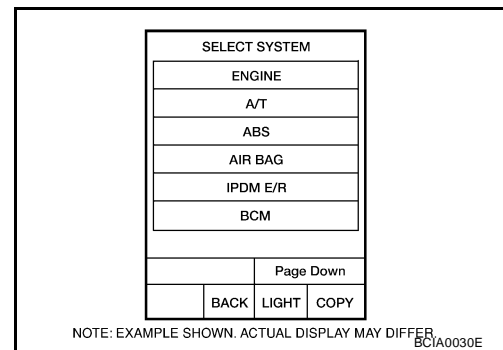 SELECT SYSTEM
ENGINE
A/T
ABS
AIR BAG
IPDM E/R
BCM
Page Down
BACK LIGHT COPY
NOTE: EXAMPLE SHOWN. ACTUAL DISPLAY MAY DIFFER.
BCIA0030E